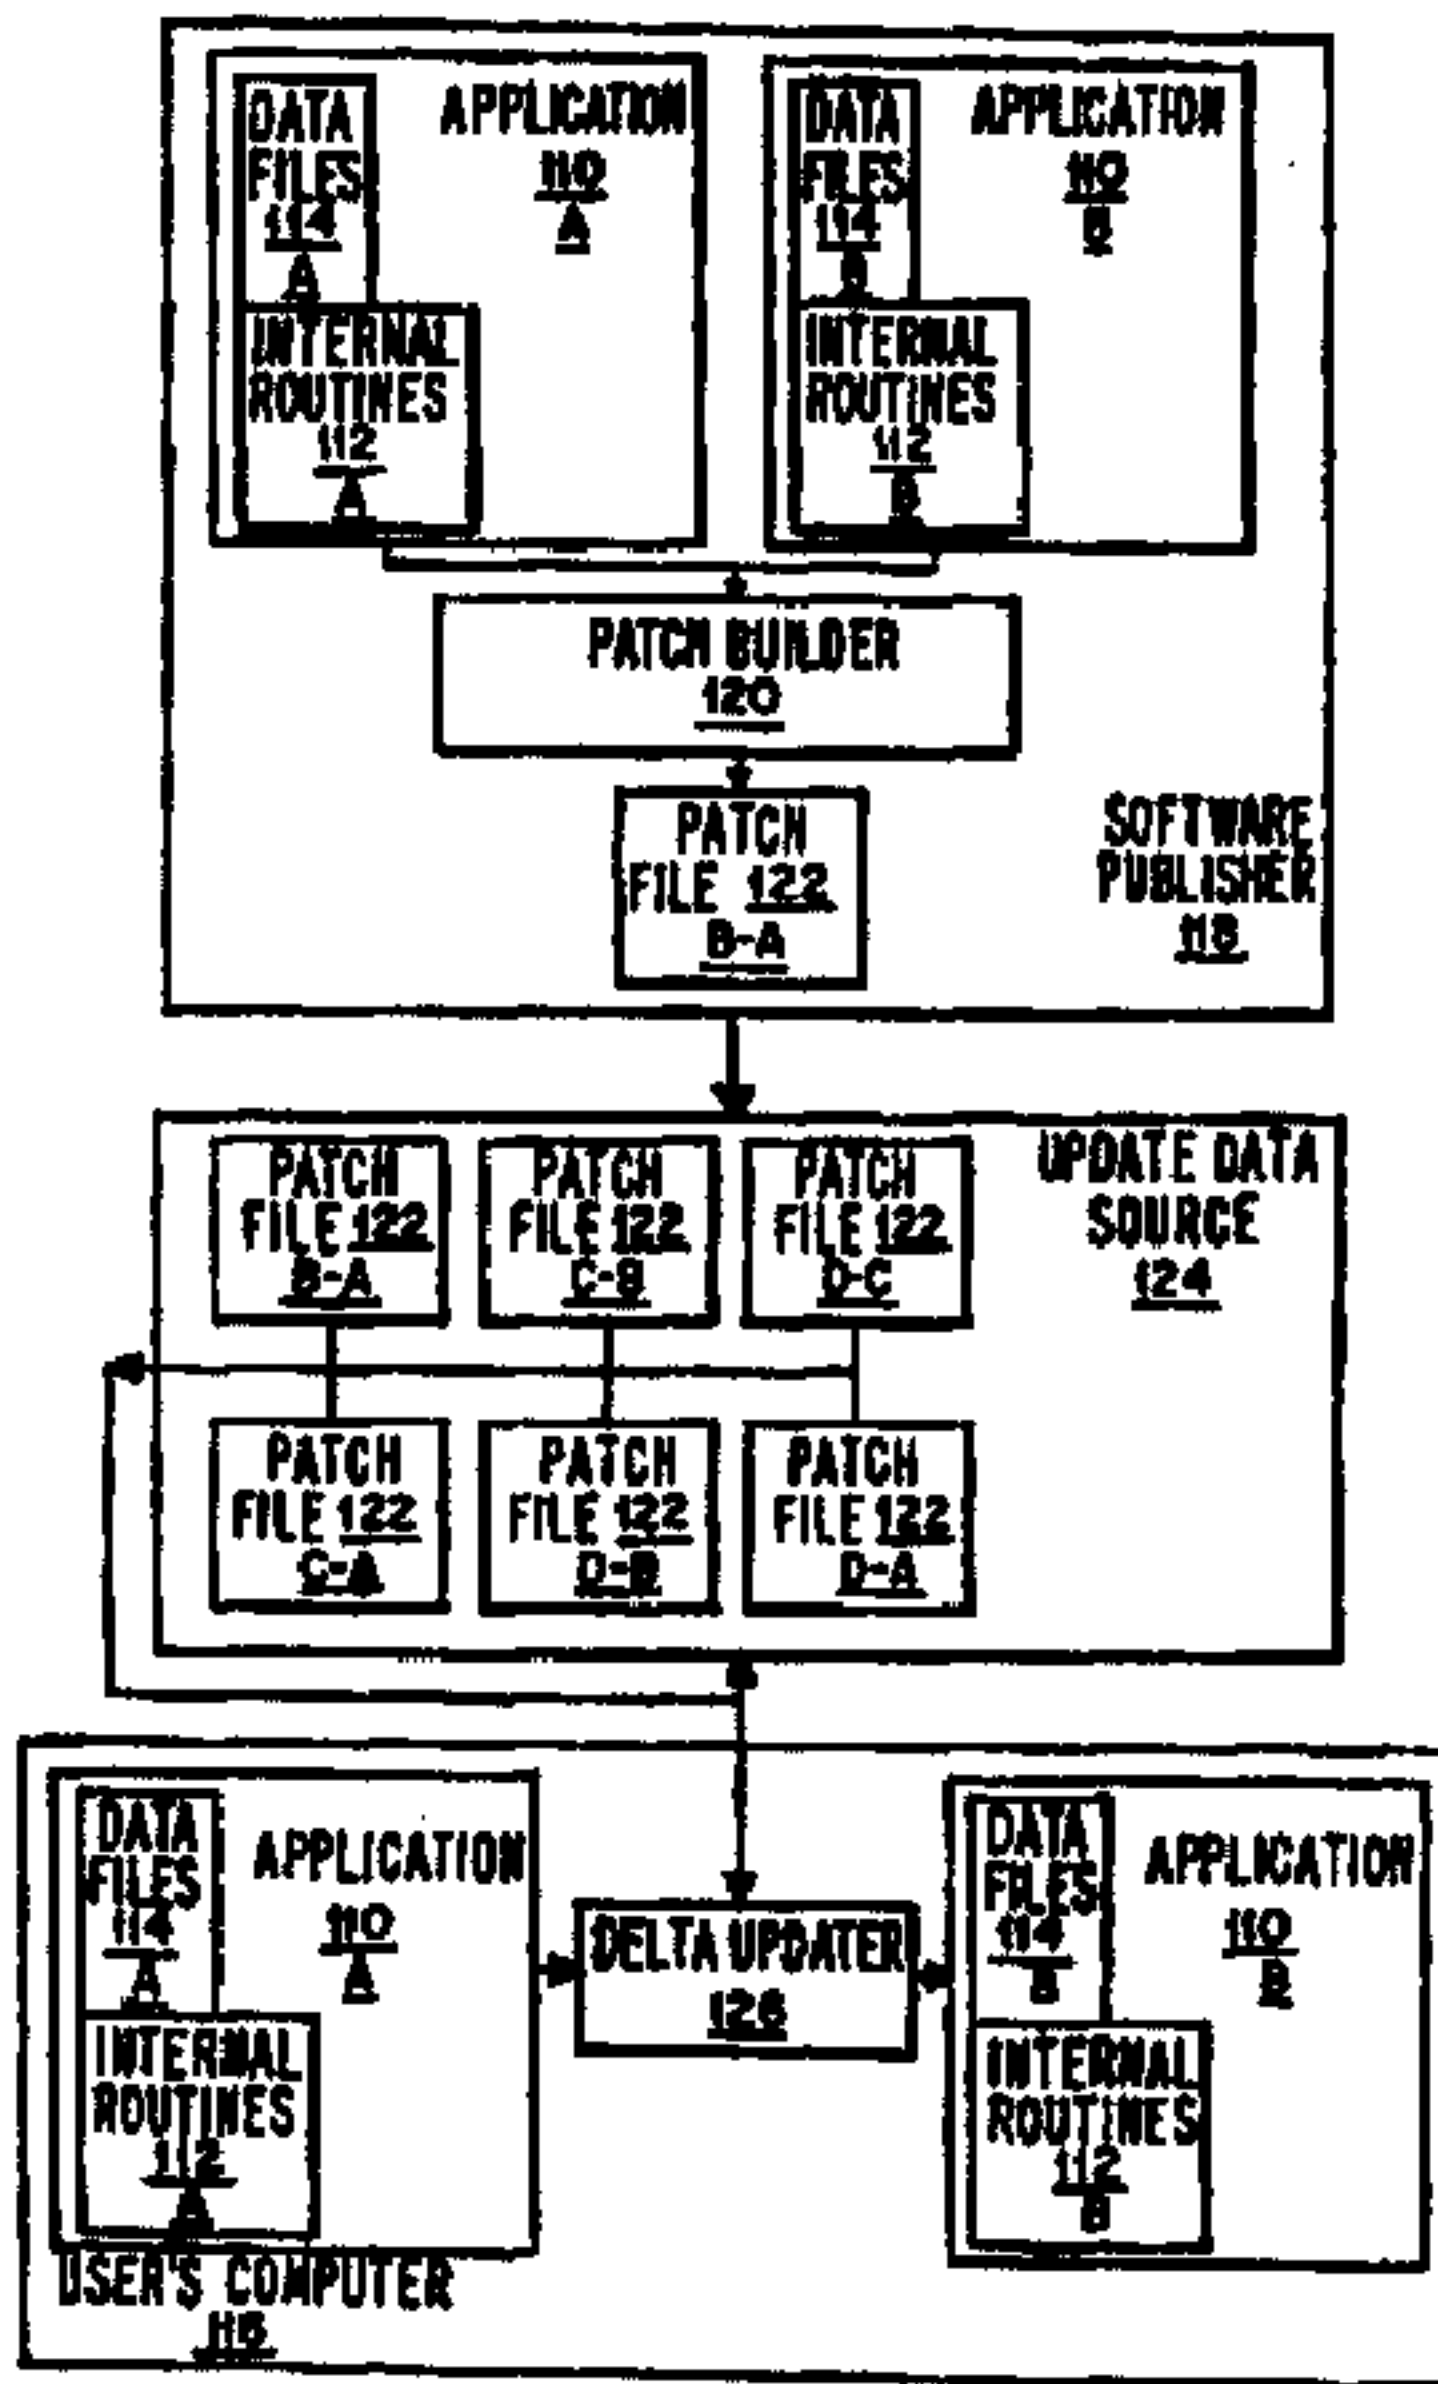 DATA
FILES
114
A
APPLICATION
110
A
INTERNAL
ROUTINES
112
A
DATA
FILES
114
B
APPLICATION
110
B
INTERNAL
ROUTINES
112
B
PATCH BUILDER
120
PATCH
FILE 122
B-A
SOFTWARE
PUBLISHER
118
PATCH
FILE 122
B-A
PATCH
FILE 122
C-B
PATCH
FILE 122
D-C
UPDATE DATA
SOURCE
124
PATCH
FILE 122
C-A
PATCH
FILE 122
D-B
PATCH
FILE 122
D-A
DATA
FILES
114
A
APPLICATION
110
A
INTERNAL
ROUTINES
112
A
DELTA UPDATER
126
DATA
FILES
114
B
APPLICATION
110
B
INTERNAL
ROUTINES
112
B
USER'S COMPUTER
116